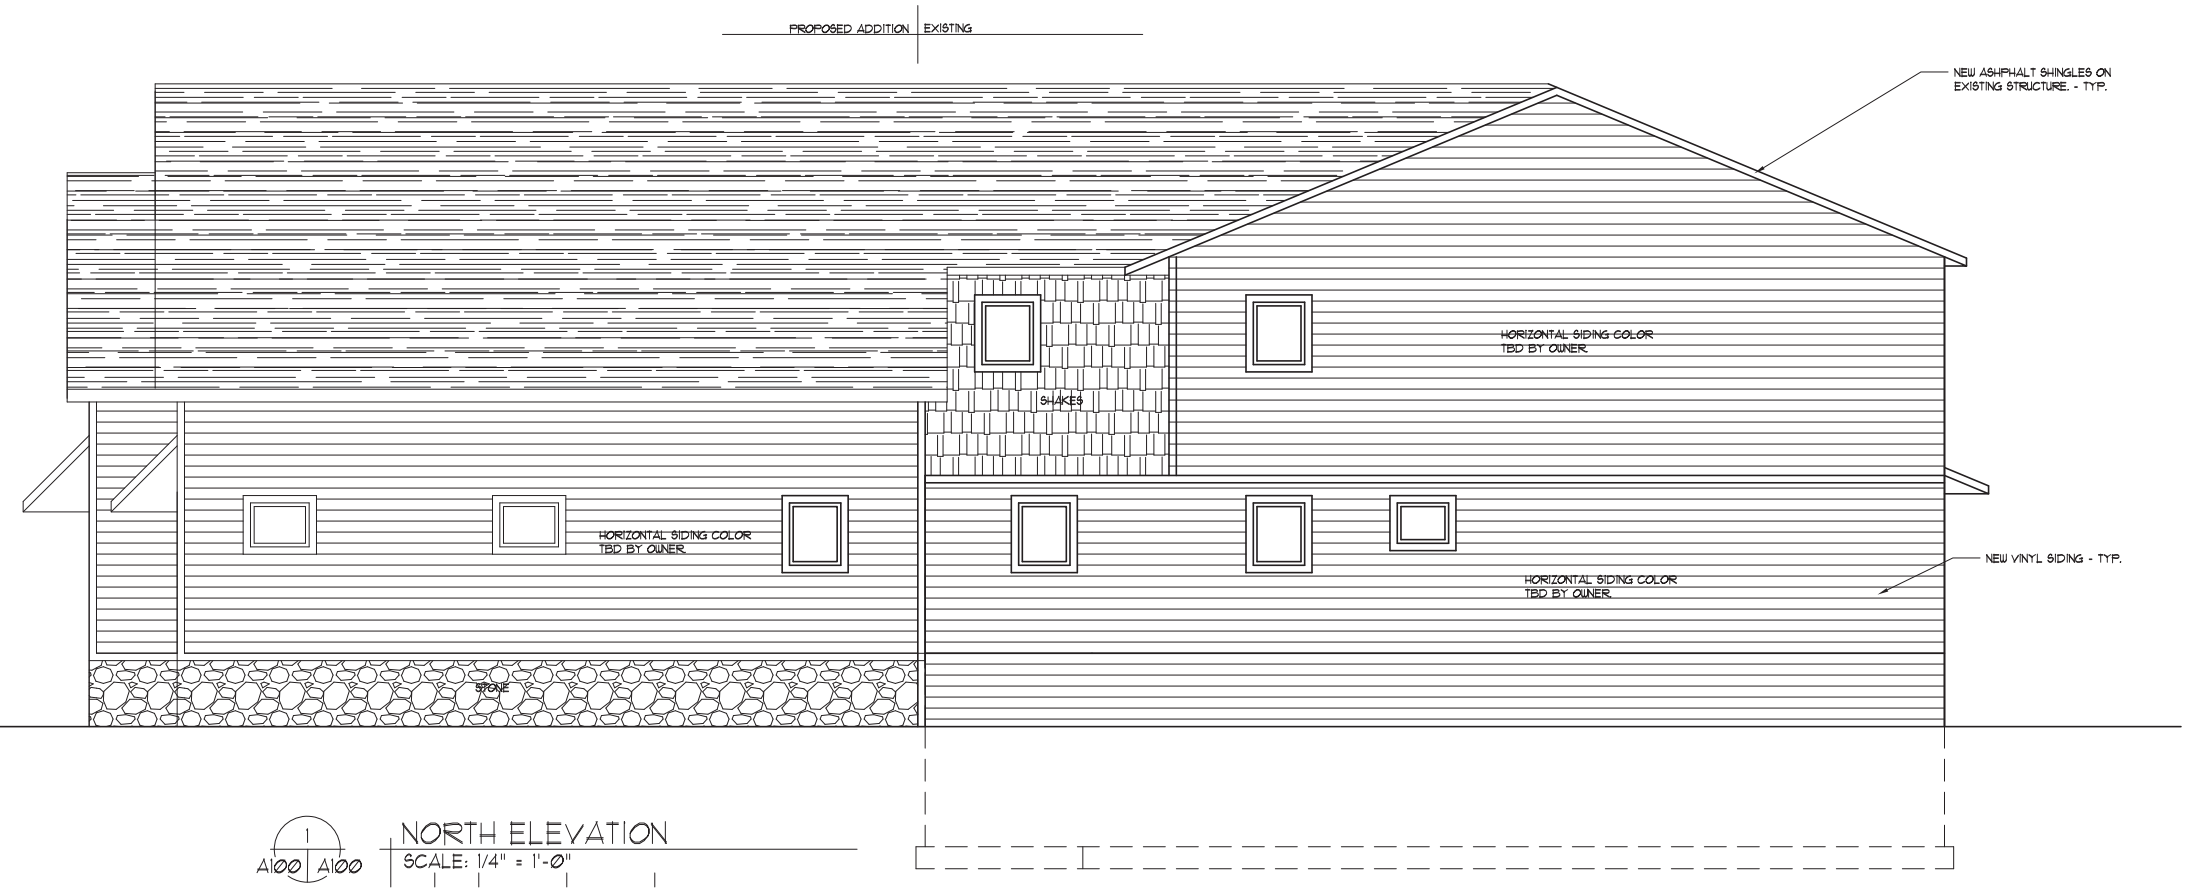 PROPOSED ADDITION EXISTING
NEW ASHPHALT SHINGLES ON
EXISTING STRUCTURE. - TYP.
HORIZONTAL SIDING COLOR
TBD BY OWNER
SHAKES
HORIZONTAL SIDING COLOR
TBD BY OWNER
NEW VINYL SIDING - TYP.
HORIZONTAL SIDING COLOR
TBD BY OWNER
STONE
1
A100 A100
NORTH ELEVATION
SCALE: 1/4" = 1'-0"